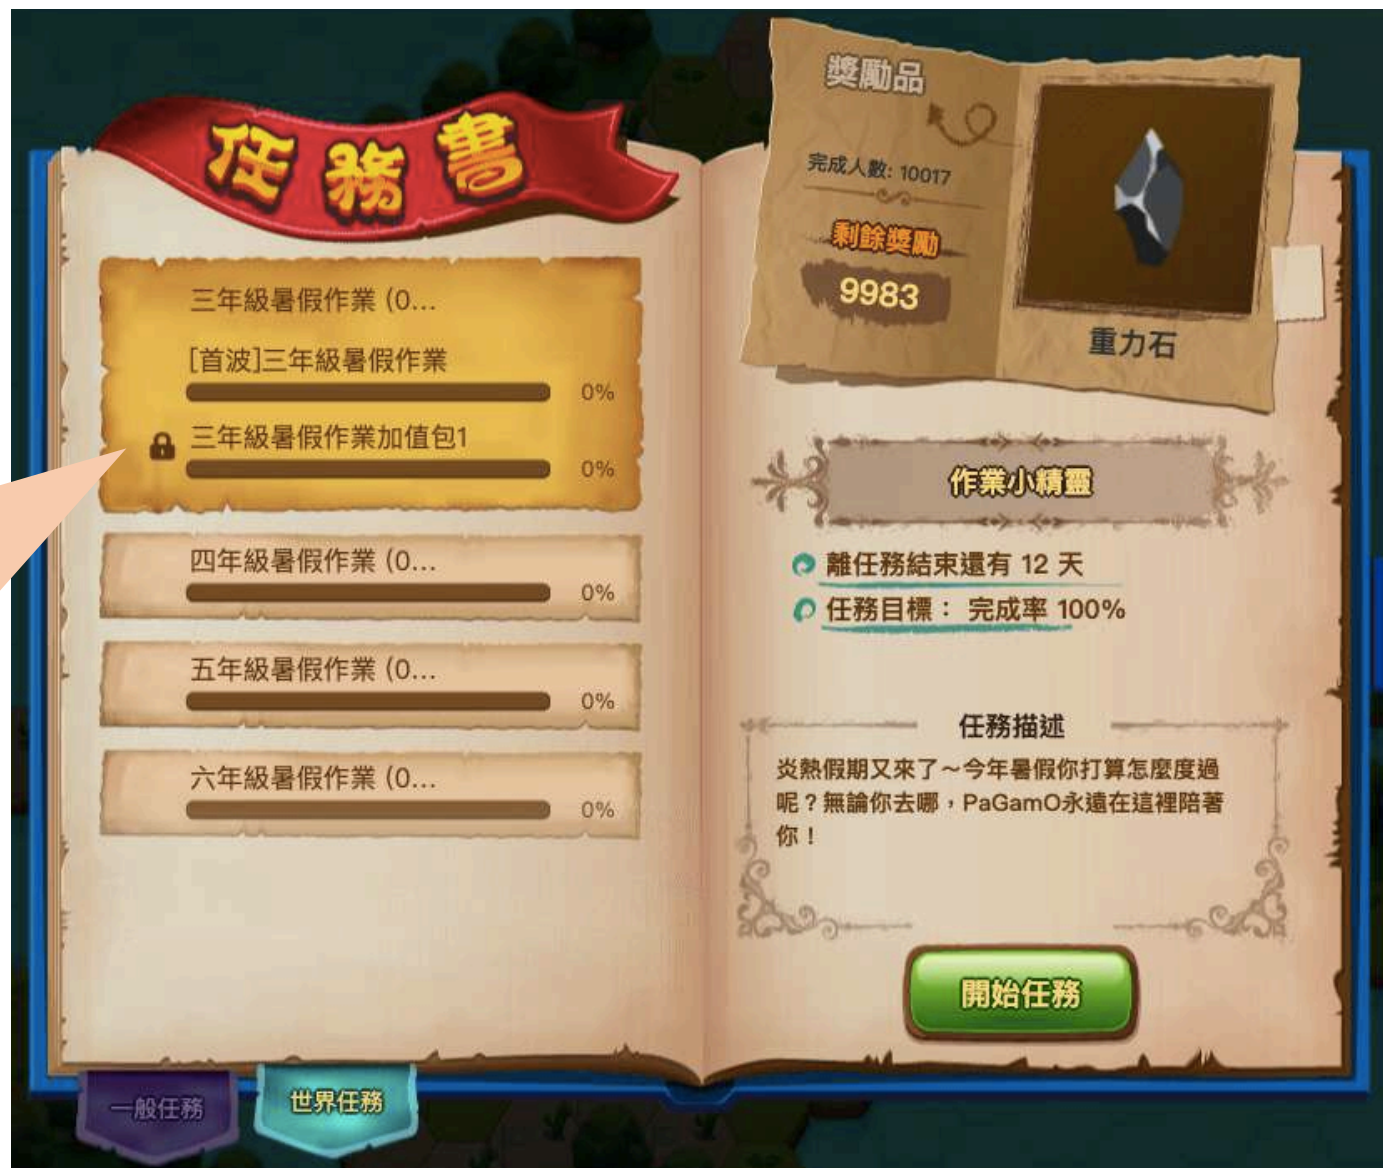 任務書
三年級暑假作業 (0...
[首波]三年級暑假作業
0%
三年級暑假作業加值包1
0%
四年級暑假作業 (0...
0%
五年級暑假作業 (0...
0%
六年級暑假作業 (0...
0%
一般任務
世界任務
獎勵品
完成人數: 10017
剩餘獎勵
9983
重力石
作業小精靈
離任務結束還有 12 天
任務目標： 完成率 100%
任務描述
炎熱假期又來了～今年暑假你打算怎麼度過
呢？無論你去哪，PaGamO永遠在這裡陪著
你！
開始任務